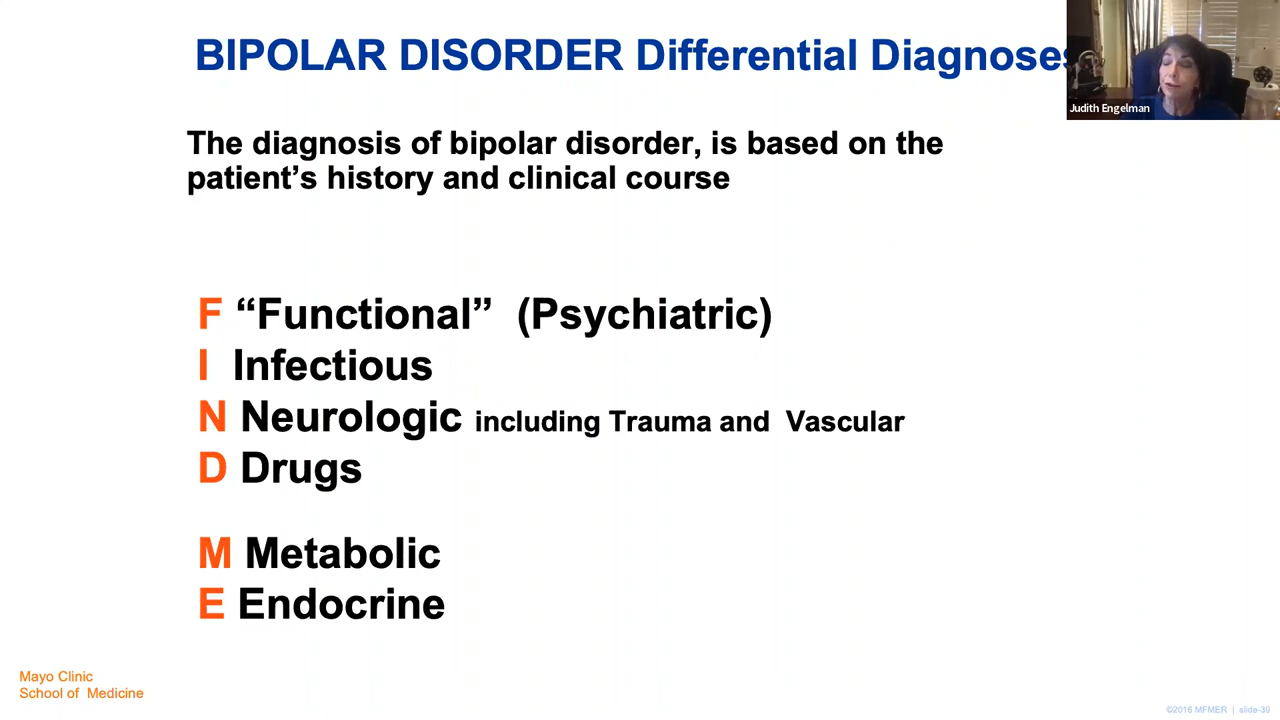 BIPOLAR DISORDER Differential Diagnoses
Judith Engelman
The diagnosis of bipolar disorder, is based on the
patient’s history and clinical course
F “Functional” (Psychiatric)
I Infectious
N Neurologic including Trauma and Vascular
D Drugs
M Metabolic
E Endocrine
Mayo Clinic
School of Medicine
©2016 MFMER | slide-39